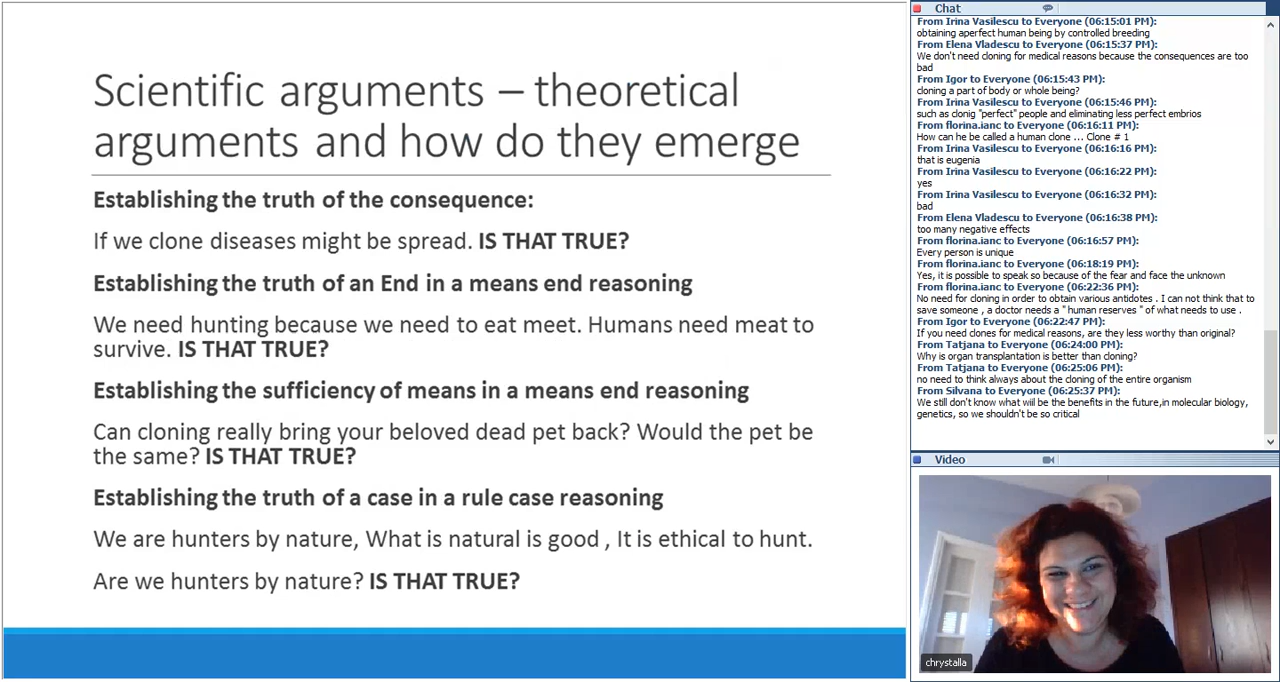 Scientific arguments – theoretical
arguments and how do they emerge
Establishing the truth of the consequence:
If we clone diseases might be spread. IS THAT TRUE?
Establishing the truth of an End in a means end reasoning
We need hunting because we need to eat meet. Humans need meat to
survive. IS THAT TRUE?
Establishing the sufficiency of means in a means end reasoning
Can cloning really bring your beloved dead pet back? Would the pet be
the same? IS THAT TRUE?
Establishing the truth of a case in a rule case reasoning
We are hunters by nature, What is natural is good , It is ethical to hunt.
Are we hunters by nature? IS THAT TRUE?
Chat
From Irina Vasilescu to Everyone (06:15:01 PM):
obtaining aperfect human being by controlled breeding
From Elena Vladescu to Everyone (06:15:37 PM):
We don't need cloning for medical reasons because the consequences are too
bad
From Igor to Everyone (06:15:43 PM):
cloning a part of body or whole being?
From Irina Vasilescu to Everyone (06:15:46 PM):
such as clonig "perfect" people and eliminating less perfect embrios
From florina.ianc to Everyone (06:16:11 PM):
How can he be called a human clone ... Clone # 1
From Irina Vasilescu to Everyone (06:16:16 PM):
that is eugenia
From Irina Vasilescu to Everyone (06:16:22 PM):
yes
From Irina Vasilescu to Everyone (06:16:32 PM):
bad
From Elena Vladescu to Everyone (06:16:38 PM):
too many negative effects
From florina.ianc to Everyone (06:16:57 PM):
Every person is unique
From florina.ianc to Everyone (06:18:19 PM):
Yes, it is possible to speak so because of the fear and face the unknown
From florina.ianc to Everyone (06:22:36 PM):
No need for cloning in order to obtain various antidotes . I can not think that to
save someone , a doctor needs a " human reserves " of what needs to use .
From Igor to Everyone (06:22:47 PM):
If you need clones for medical reasons, are they less worthy than original?
From Tatjana to Everyone (06:24:00 PM):
Why is organ transplantation is better than cloning?
From Tatjana to Everyone (06:25:06 PM):
no need to think always about the cloning of the entire organism
From Silvana to Everyone (06:25:37 PM):
We still don't know what wiil be the benefits in the future,in molecular biology,
genetics, so we shouldn't be so critical
Video
chrystalla